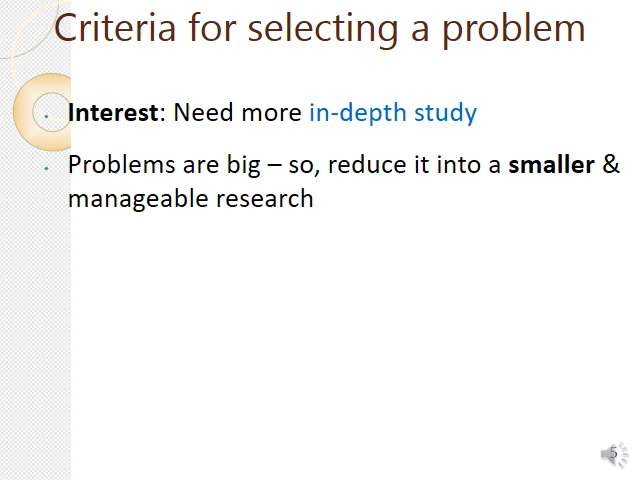 Criteria for selecting a problem
• Interest: Need more in-depth study
• Problems are big – so, reduce it into a smaller &
manageable research
5